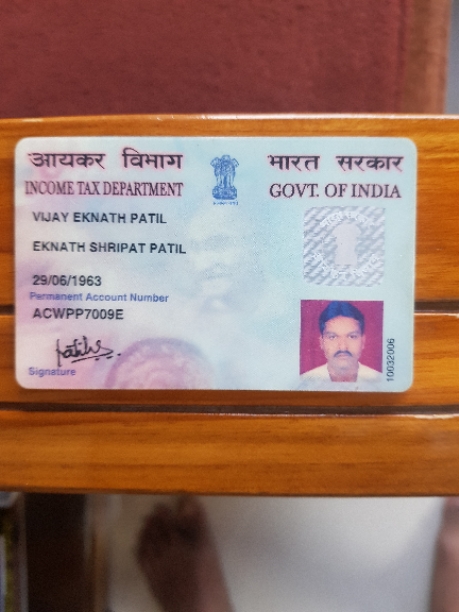 आयकर विभाग
INCOME TAX DEPARTMENT
भारत सरकार
GOVT. OF INDIA
VIJAY EKNATH PATIL
EKNATH SHRIPAT PATIL
29/06/1963
Permanent Account Number
ACWPP7009E
Signature
10032006